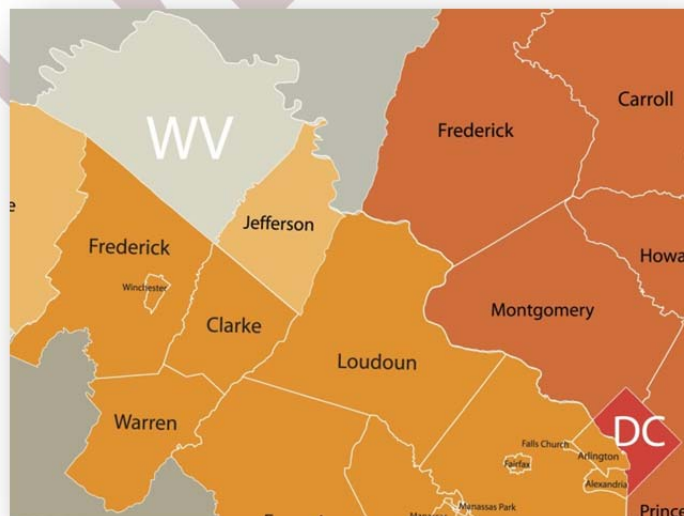 WV
Frederick
Carroll
Jefferson
e
Frederick
Howa
Winchester
Montgomery
Clarke
Loudoun
Warren
DC
Falls Church
Arlington
Fairfax
Alexandria
Manassas Park
Prince